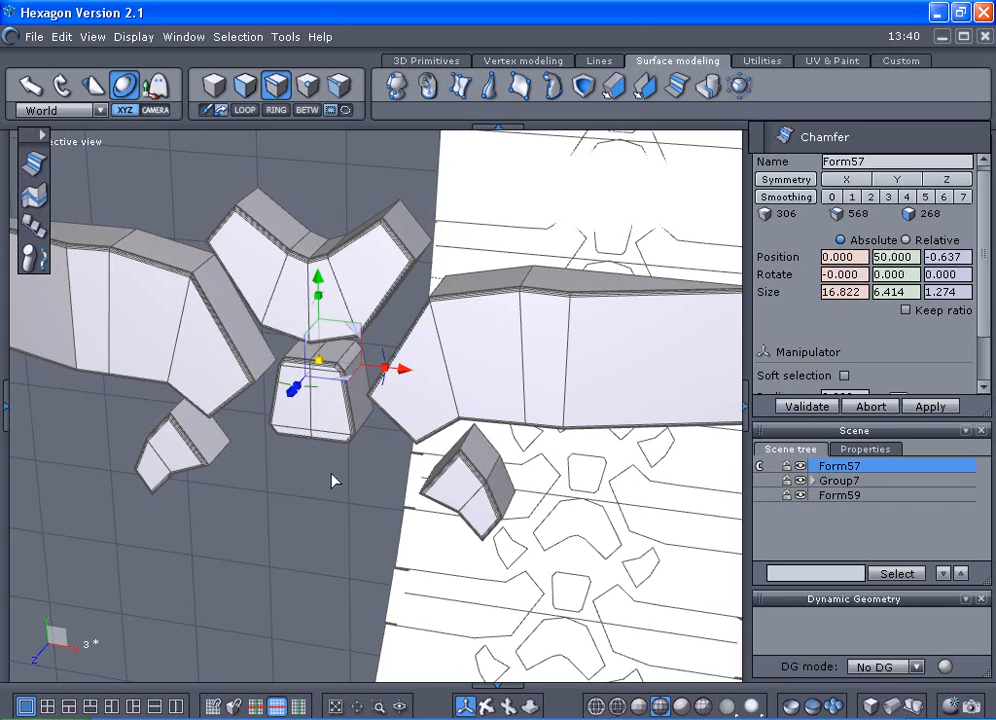 Hexagon Version 2.1
File Edit View Display Window Selection Tools Help 13:40
3D Primitives Vertex modeling Lines Surface modeling Utilities UV & Paint Custom
World XYZ CAMERA LOOP RING BETW
ective view
Chamfer
Name Form57
Symmetry X Y Z
Smoothing 0 1 2 3 4 5 6 7
306 568 268
Absolute Relative
Position 0.000 50.000 -0.637
Rotate -0.000 0.000 0.000
Size 16.822 6.414 1.274
Keep ratio
Manipulator
Soft selection
Validate Abort Apply
Scene
Scene tree Properties
C Form57
Group7
Form59
Select
Dynamic Geometry
DG mode: No DG
Y
X
Z
3 *